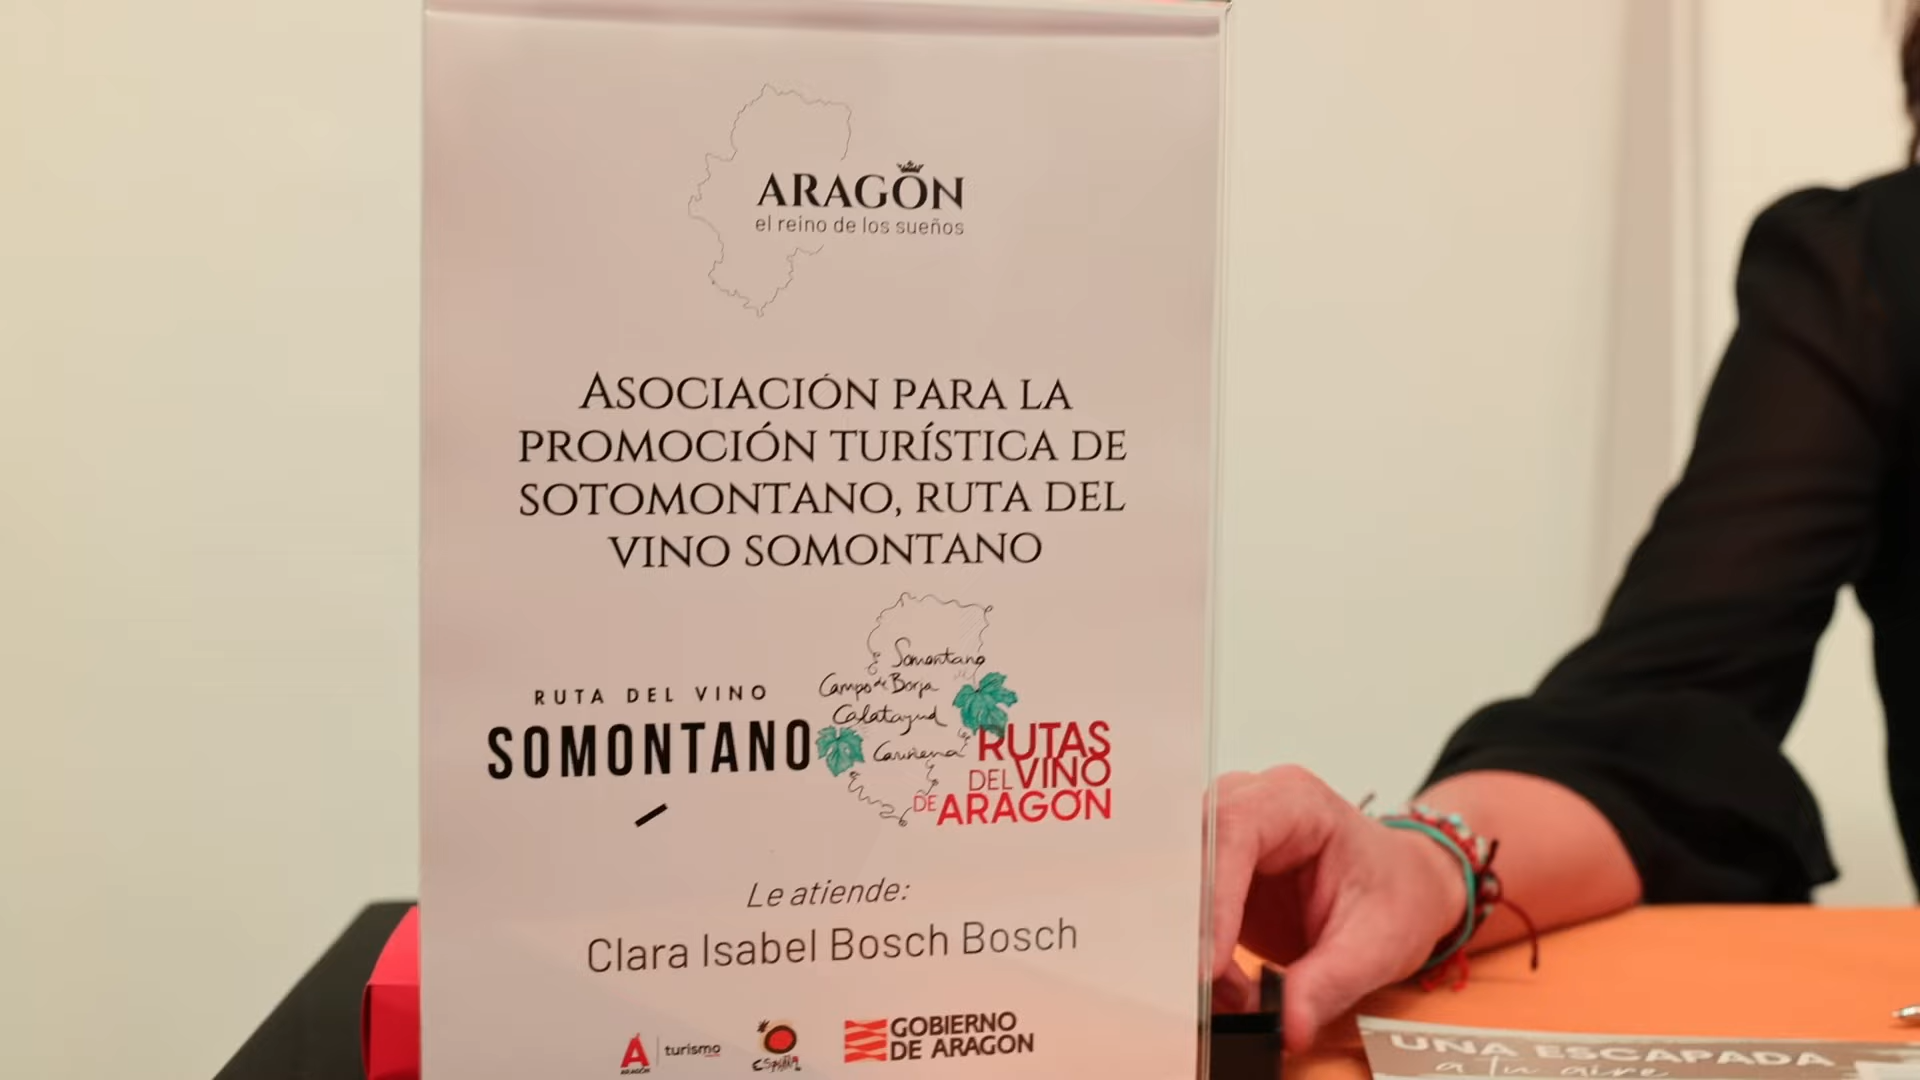 ARAGÓN
el reino de los sueños
ASOCIACIÓN PARA LA
PROMOCIÓN TURÍSTICA DE
SOTOMONTANO, RUTA DEL
VINO SOMONTANO
RUTA DEL VINO
SOMONTANO
Somontano
Campo de Borja
Calatayud
Cariñena
RUTAS
DEL VINO
DE ARAGÓN
Le atiende:
Clara Isabel Bosch Bosch
ARAGÓN
turismo
ESPAÑA
GOBIERNO
DE ARAGON
UNA ESCAPADA
a tu aire